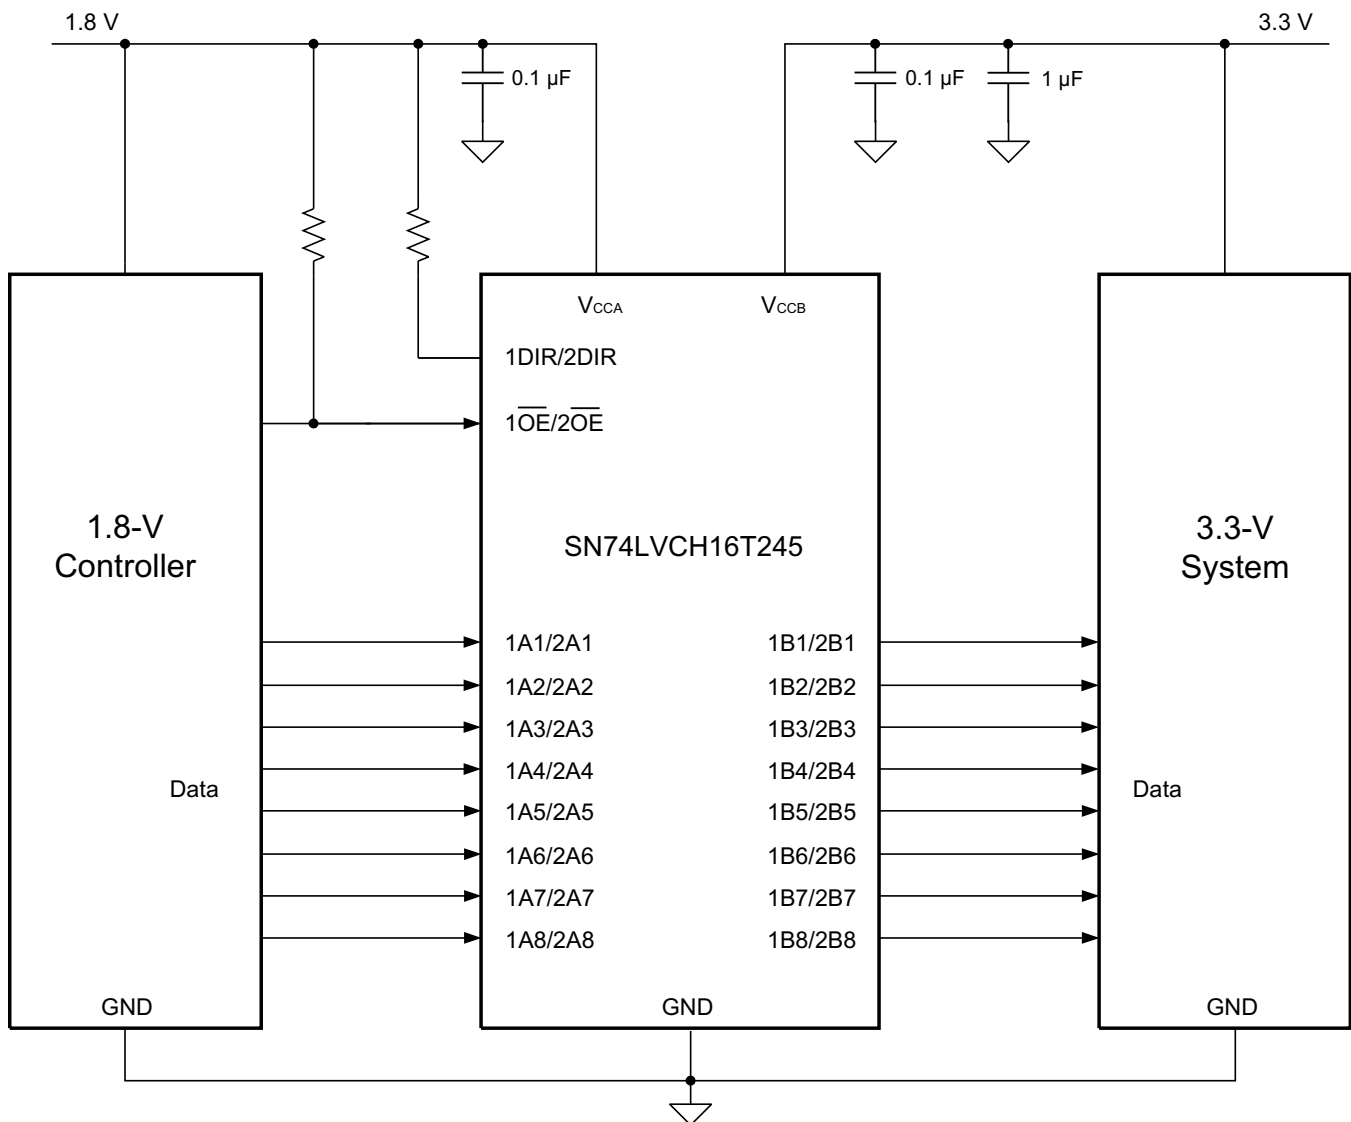 1.8 V
3.3 V
0.1 µF
0.1 µF
1 µF
VCCA
VCCB
1DIR/2DIR
1O̅E̅/2O̅E̅
1.8-V
Controller
SN74LVCH16T245
3.3-V
System
1A1/2A1
1B1/2B1
1A2/2A2
1B2/2B2
1A3/2A3
1B3/2B3
1A4/2A4
1B4/2B4
Data
Data
1A5/2A5
1B5/2B5
1A6/2A6
1B6/2B6
1A7/2A7
1B7/2B7
1A8/2A8
1B8/2B8
GND
GND
GND